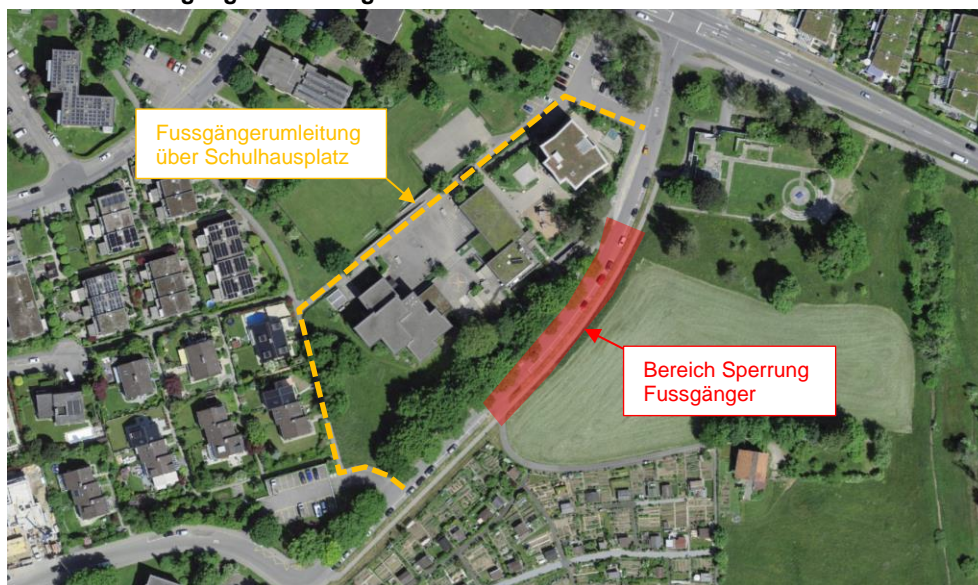 Fussgängerumleitung
über Schulhausplatz
Bereich Sperrung
Fussgänger